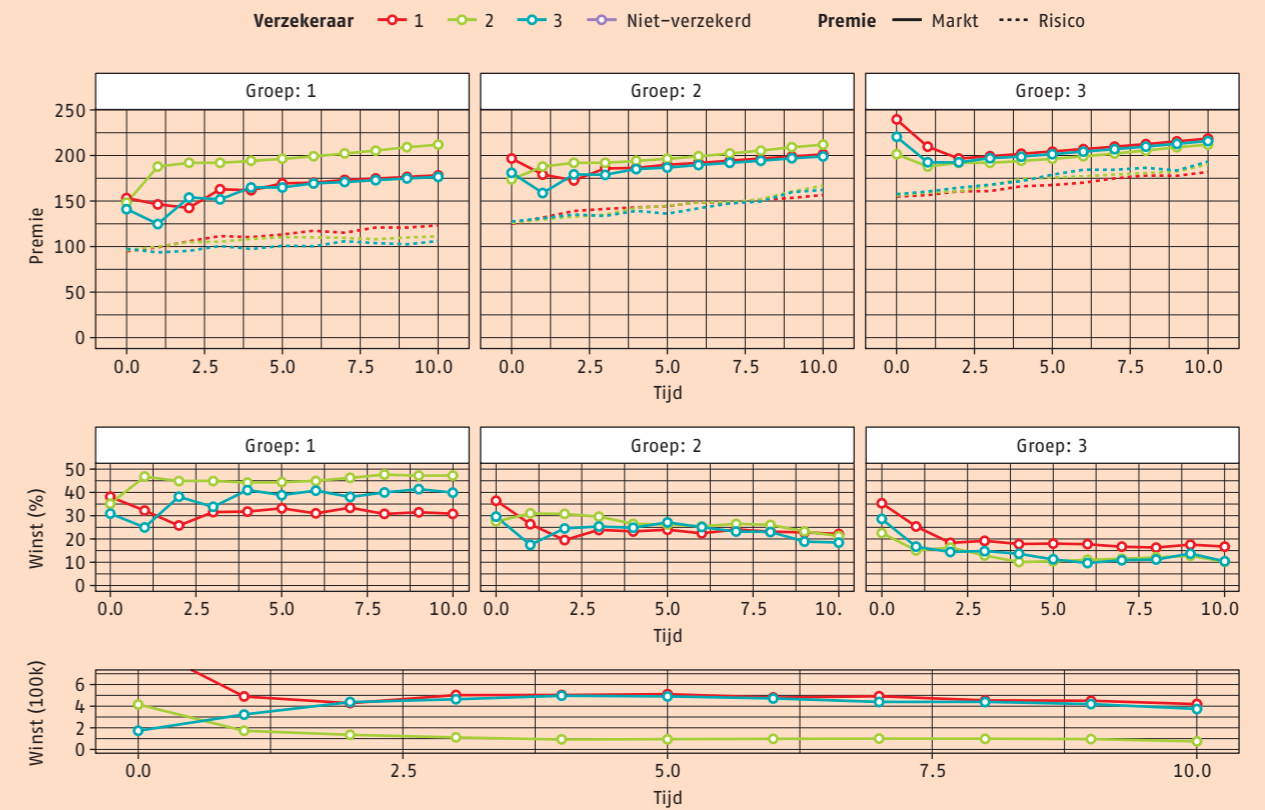 Verzekeraar 1 2 3 Niet-verzekerd Premie Markt Risico
Groep: 1 Groep: 2 Groep: 3
250
200
150
100
50
0
Premie
0.0 2.5 5.0 7.5 10.0 0.0 2.5 5.0 7.5 10.0 0.0 2.5 5.0 7.5 10.0
Tijd
Groep: 1 Groep: 2 Groep: 3
50
40
30
20
10
0
Winst (%)
0.0 2.5 5.0 7.5 10.0 0.0 2.5 5.0 7.5 10. 0.0 2.5 5.0 7.5 10.0
Tijd
6
4
2
0
Winst (100k)
0.0 2.5 5.0 7.5 10.0
Tijd